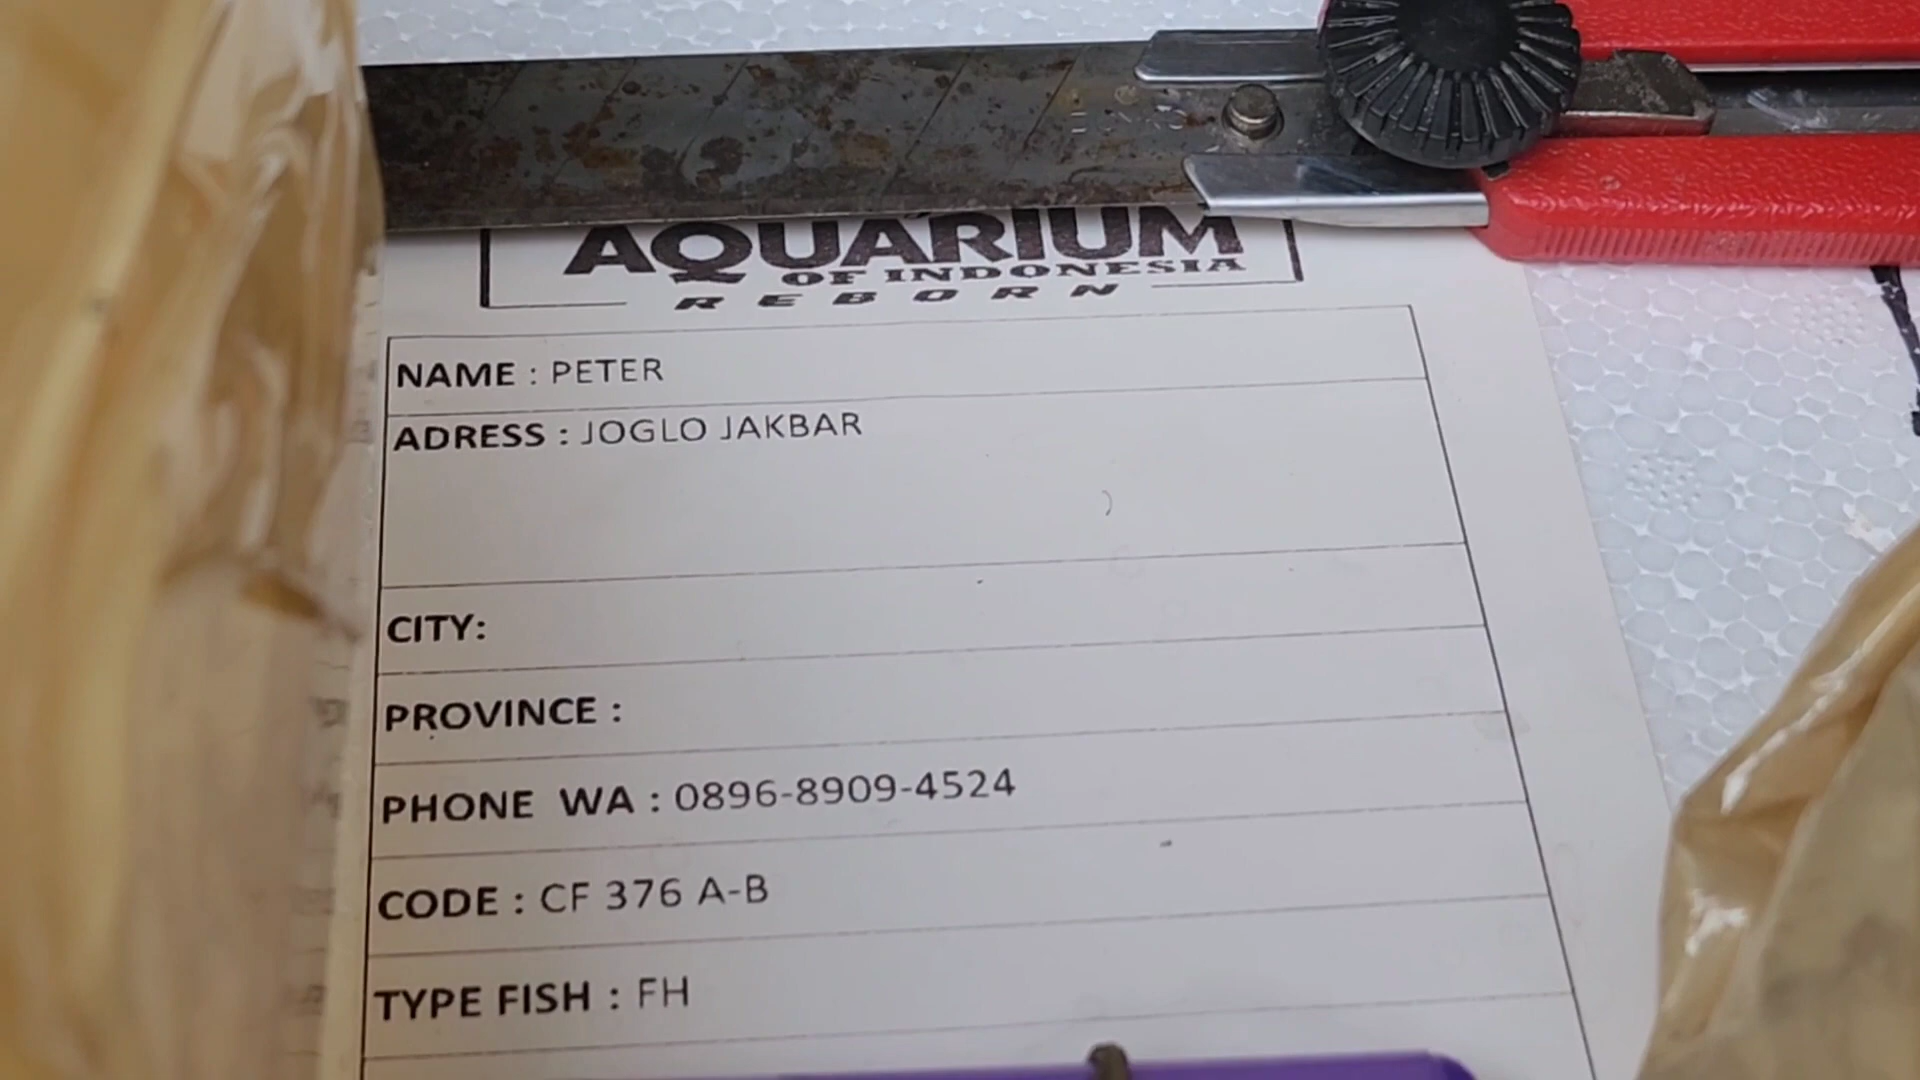 AQUARIUM
OF INDONESIA
REBORN
NAME : PETER
ADRESS : JOGLO JAKBAR
CITY:
PROVINCE :
PHONE WA : 0896-8909-4524
CODE : CF 376 A-B
TYPE FISH : FH